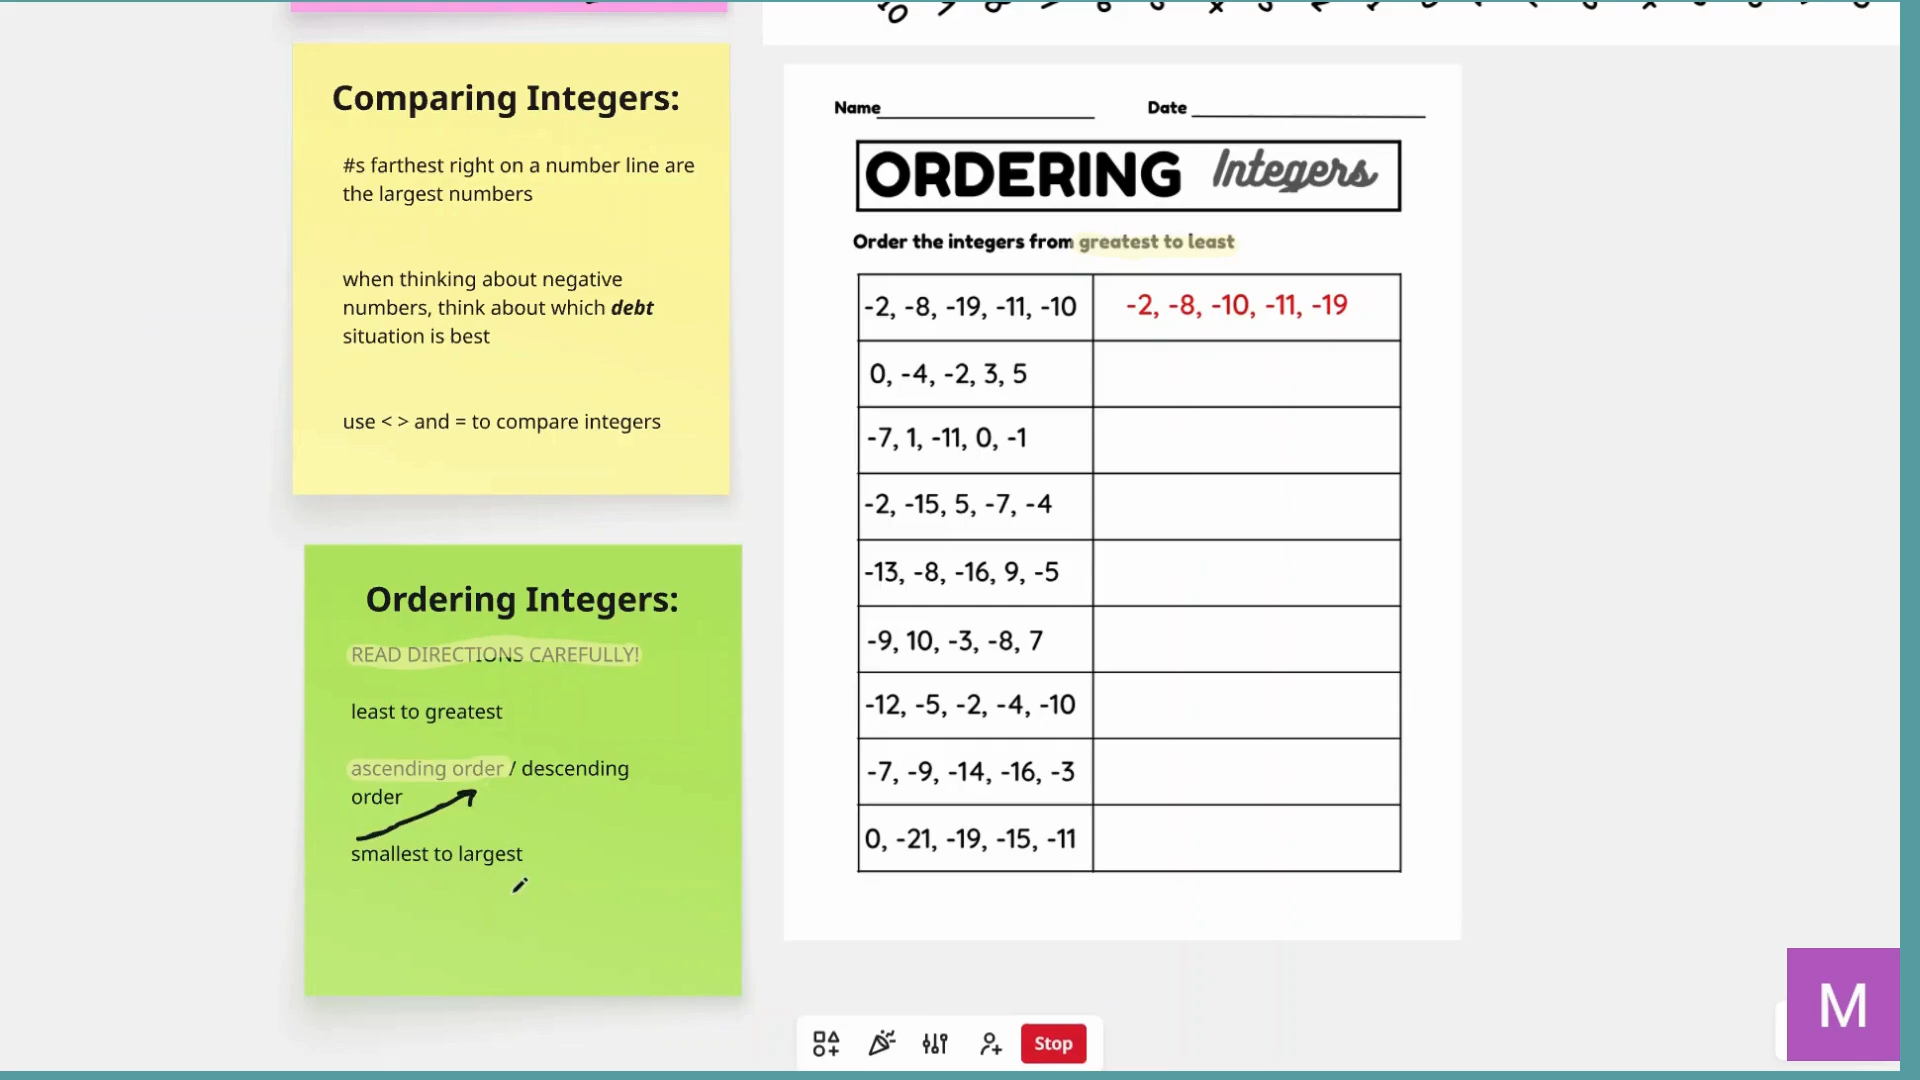 Comparing Integers:
#s farthest right on a number line are
the largest numbers
when thinking about negative
numbers, think about which debt
situation is best
use < > and = to compare integers
Ordering Integers:
READ DIRECTIONS CAREFULLY!
least to greatest
ascending order / descending
order
smallest to largest
Name Date
ORDERING Integers
Order the integers from greatest to least
-2, -8, -19, -11, -10 -2, -8, -10, -11, -19
0, -4, -2, 3, 5
-7, 1, -11, 0, -1
-2, -15, 5, -7, -4
-13, -8, -16, 9, -5
-9, 10, -3, -8, 7
-12, -5, -2, -4, -10
-7, -9, -14, -16, -3
0, -21, -19, -15, -11
Stop
M